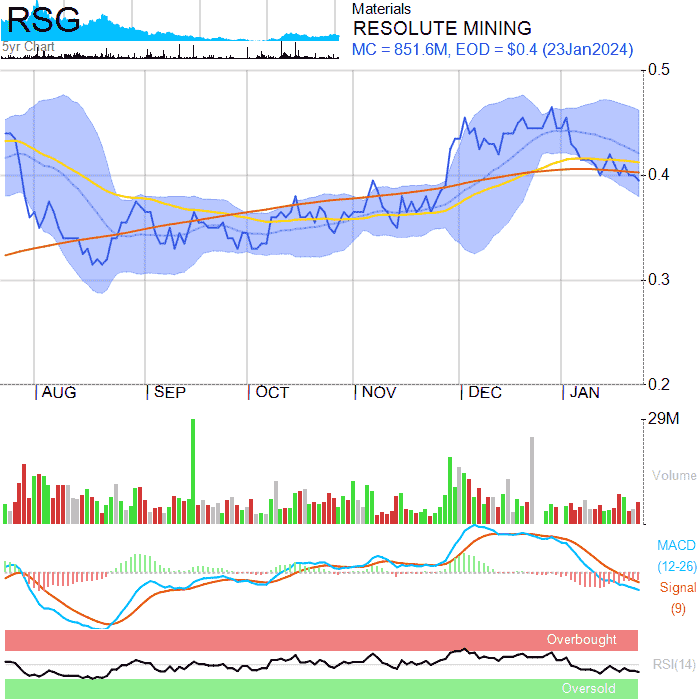 RSG
5yr Chart
Materials
RESOLUTE MINING
MC = 851.6M, EOD = $0.4 (23Jan2024)
0.5
0.4
0.3
0.2
AUG SEP OCT NOV DEC JAN
29M
Volume
MACD
(12-26)
Signal
(9)
Overbought
RSI(14)
Oversold